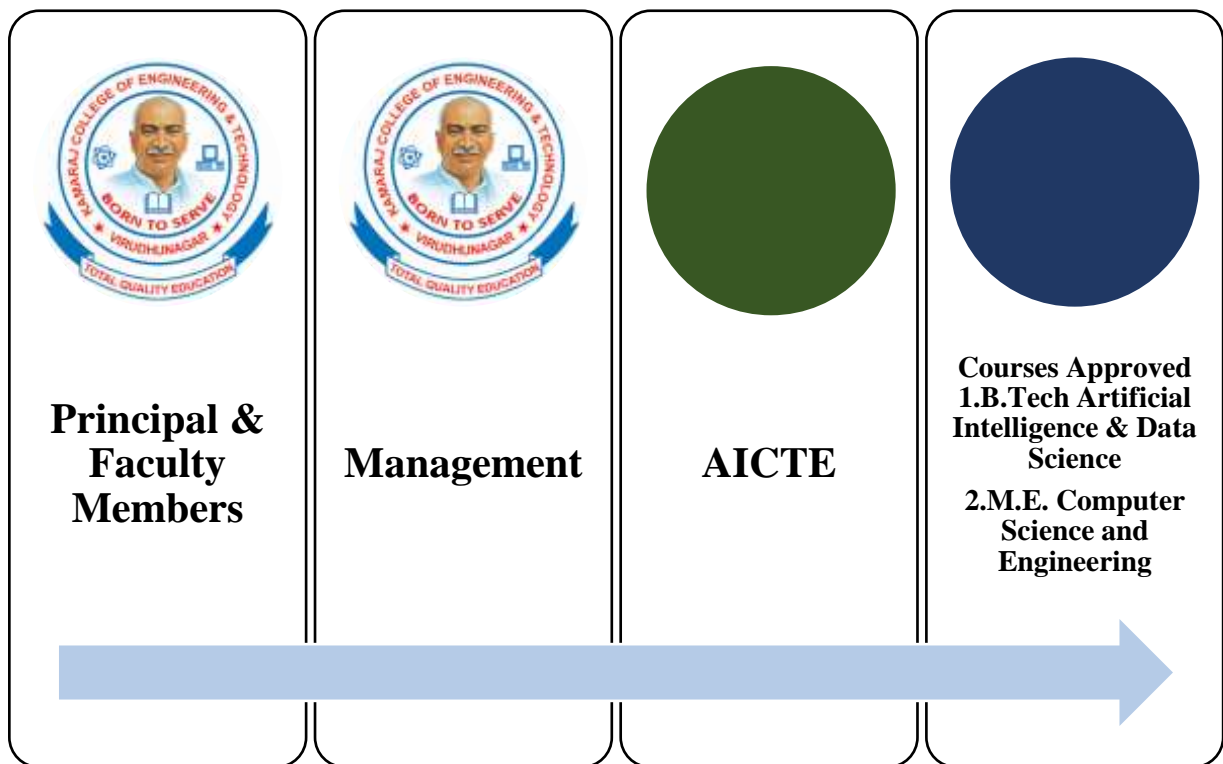 KAMARAJ COLLEGE OF ENGINEERING & TECHNOLOGY
BORN TO SERVE
★ VIRUDHUNAGAR ★
TOTAL QUALITY EDUCATION
Principal &
Faculty
Members
KAMARAJ COLLEGE OF ENGINEERING & TECHNOLOGY
BORN TO SERVE
★ VIRUDHUNAGAR ★
TOTAL QUALITY EDUCATION
Management
AICTE
Courses Approved
1.B.Tech Artificial
Intelligence & Data
Science
2.M.E. Computer
Science and
Engineering